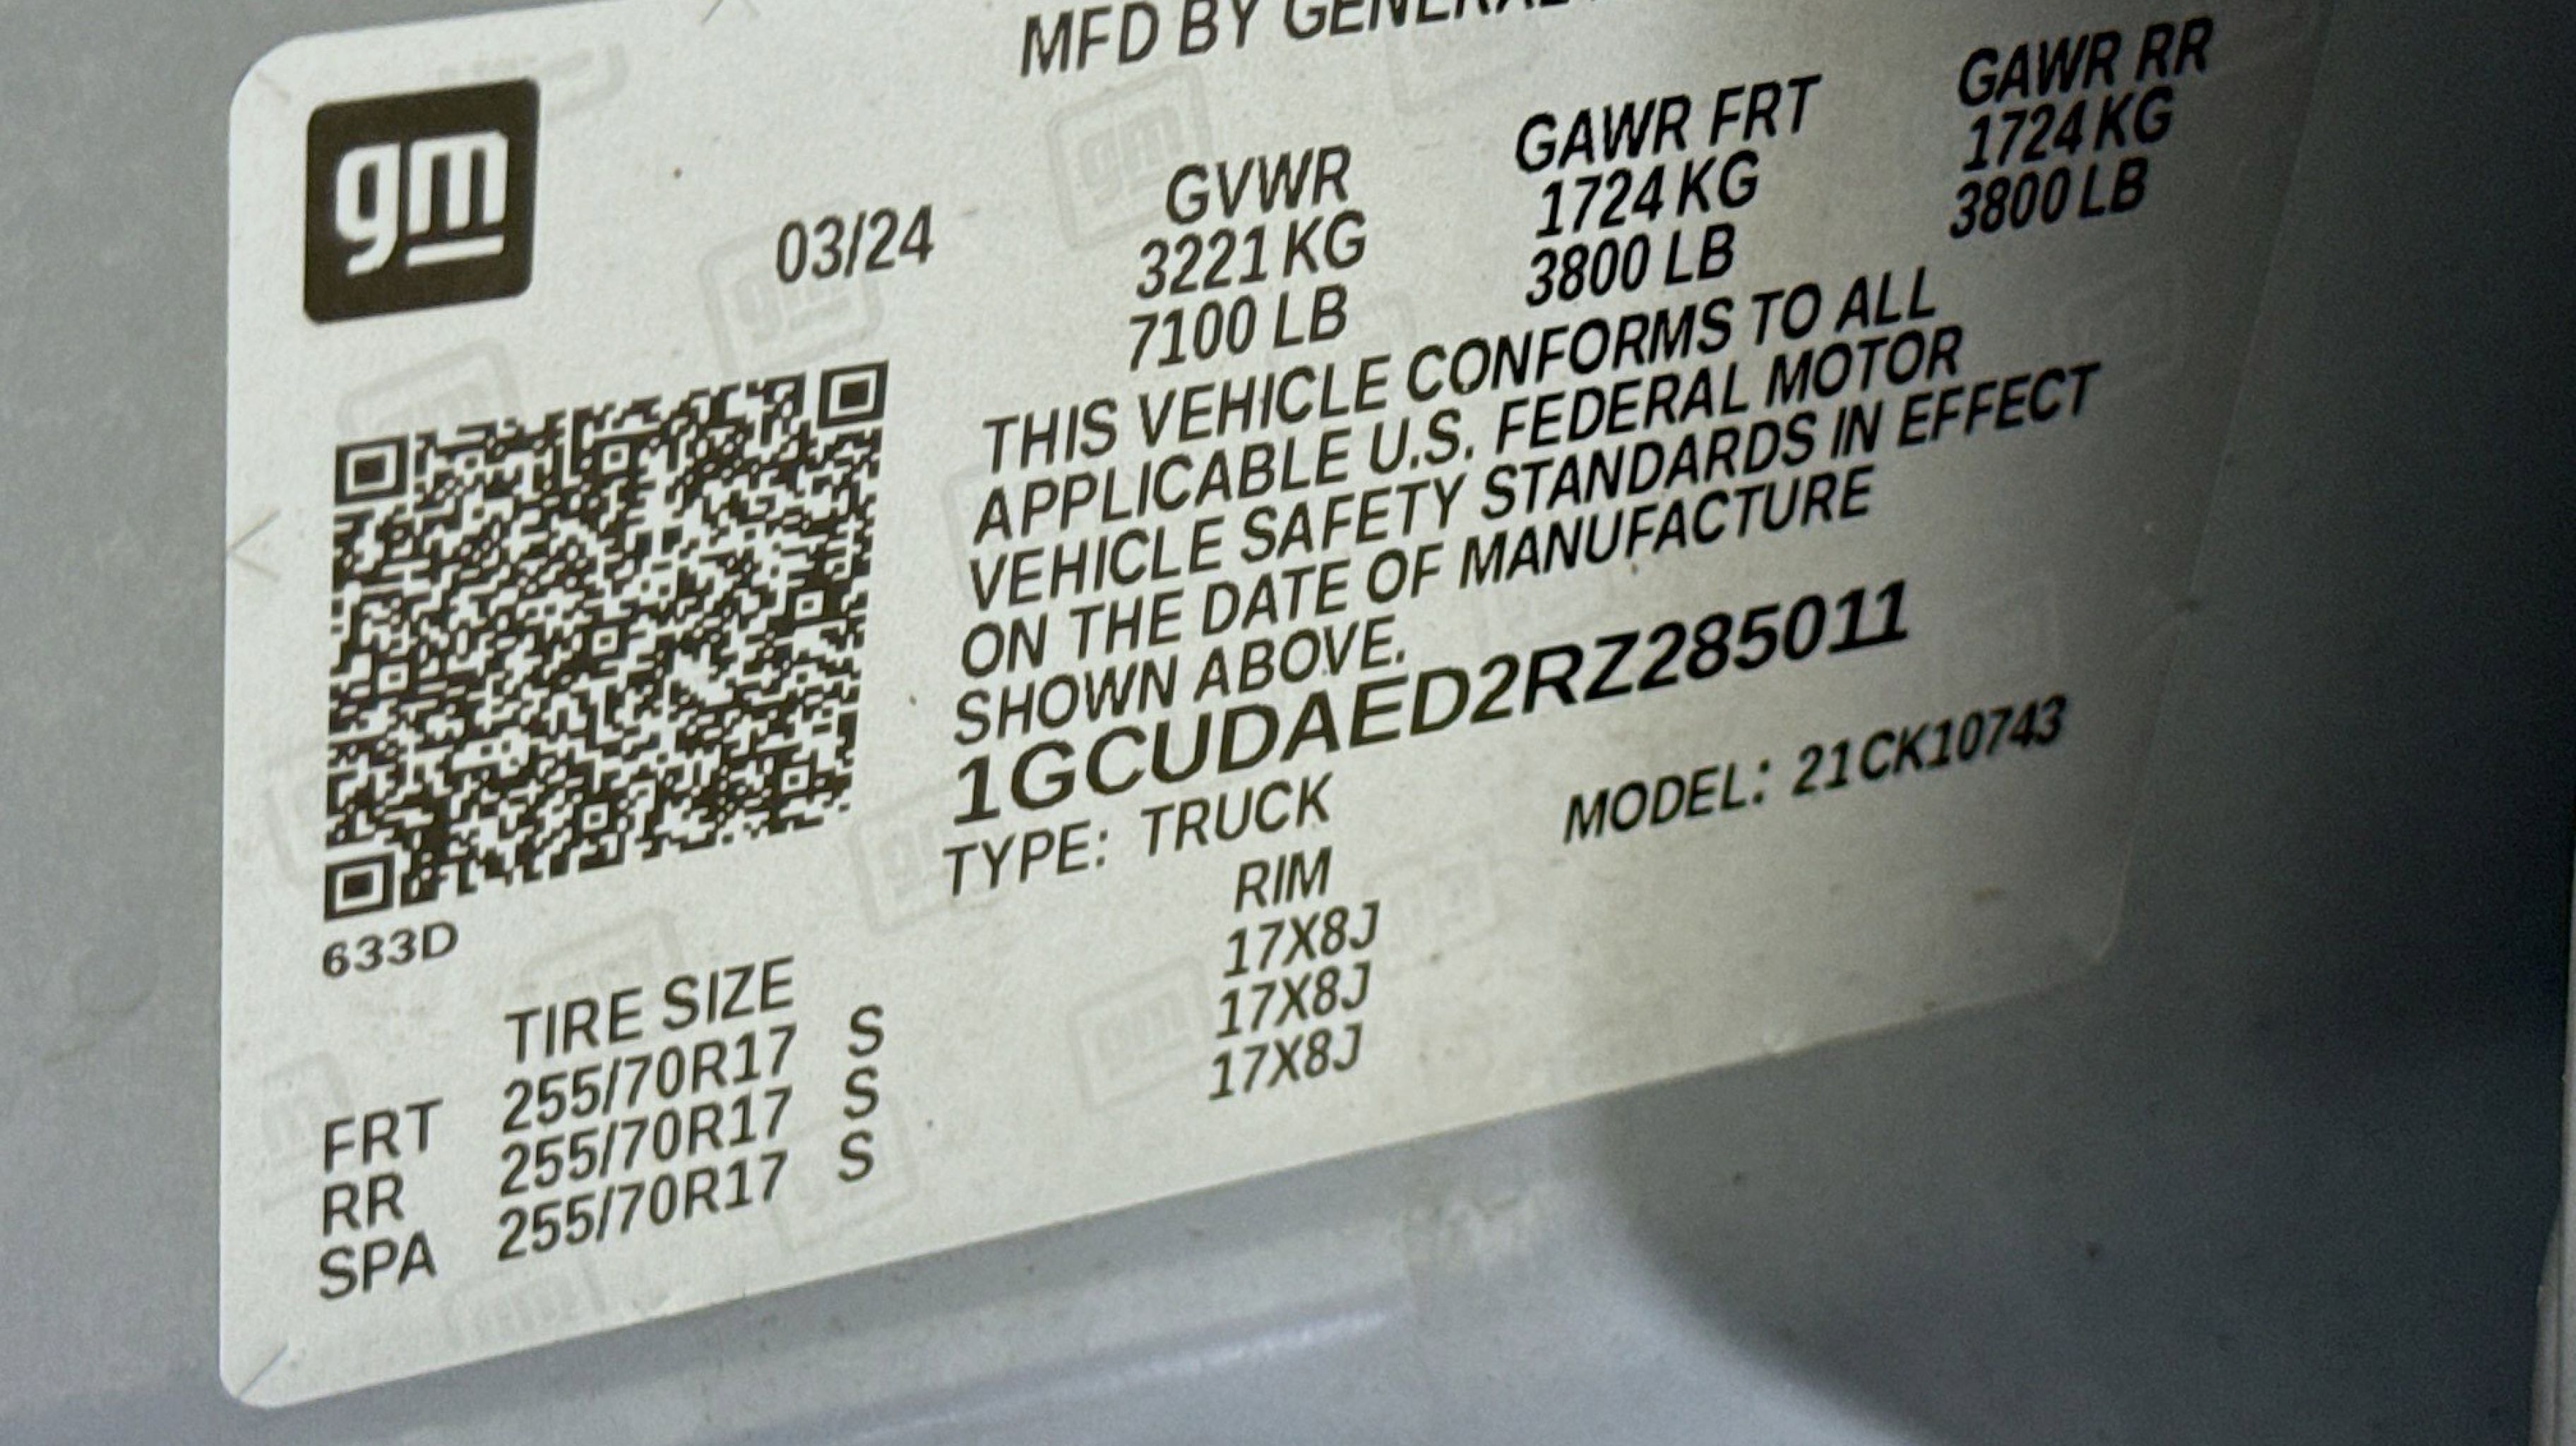 MFD BY GENERAL
gm
03/24
GVWR GAWR FRT GAWR RR
3221 KG 1724 KG 1724 KG
7100 LB 3800 LB 3800 LB
THIS VEHICLE CONFORMS TO ALL
APPLICABLE U.S. FEDERAL MOTOR
VEHICLE SAFETY STANDARDS IN EFFECT
ON THE DATE OF MANUFACTURE
SHOWN ABOVE.
1GCUDAED2RZ285011
TYPE: TRUCK MODEL: 21CK10743
633D
TIRE SIZE RIM
FRT 255/70R17 S 17X8J
RR 255/70R17 S 17X8J
SPA 255/70R17 S 17X8J